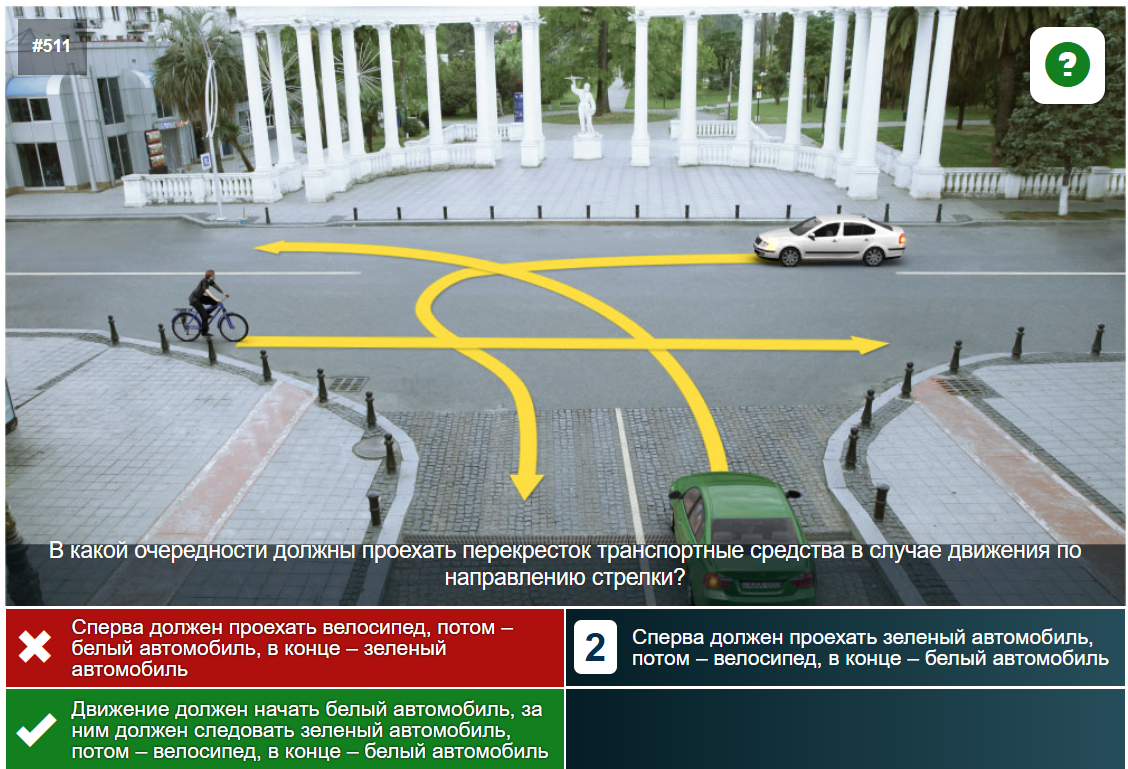 #511
?
В какой очередности должны проехать перекресток транспортные средства в случае движения по
направлению стрелки?
Сперва должен проехать велосипед, потом –
белый автомобиль, в конце – зеленый
автомобиль
2
Сперва должен проехать зеленый автомобиль,
потом – велосипед, в конце – белый автомобиль
Движение должен начать белый автомобиль, за
ним должен следовать зеленый автомобиль,
потом – велосипед, в конце – белый автомобиль